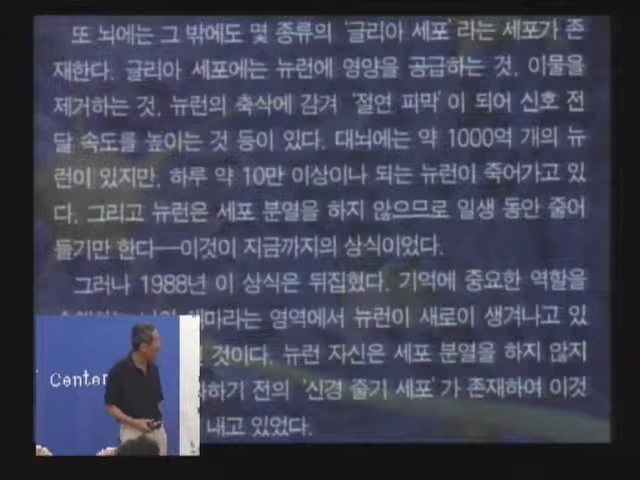 또 뇌에는 그 밖에도 몇 종류의 '글리아 세포'라는 세포가 존
재한다. 글리아 세포에는 뉴런에 영양을 공급하는 것, 이물을
제거하는 것, 뉴런의 축삭에 감겨 '절연 피막'이 되어 신호 전
달 속도를 높이는 것 등이 있다. 대뇌에는 약 1000억 개의 뉴
런이 있지만, 하루 약 10만 이상이나 되는 뉴런이 죽어가고 있
다. 그리고 뉴런은 세포 분열을 하지 않으므로 일생 동안 줄어
들기만 한다―이것이 지금까지의 상식이었다.
그러나 1988년 이 상식은 뒤집혔다. 기억에 중요한 역할을
영역에서 뉴런이 새로이 생겨나고 있
것이다. 뉴런 자신은 세포 분열을 하지 않지
하기 전의 '신경 줄기 세포'가 존재하여 이것
내고 있었다.
Center